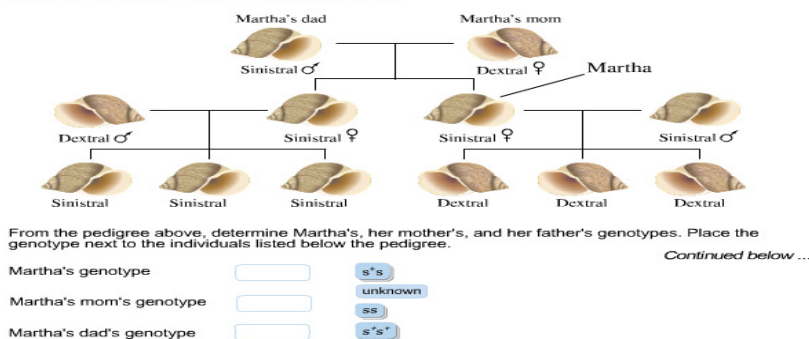 Martha's dad Martha's mom
Sinistral ♂ Dextral ♀ Martha
Dextral ♂ Sinistral ♀ Sinistral ♀ Sinistral ♂
Sinistral Sinistral Sinistral Dextral Dextral Dextral
From the pedigree above, determine Martha's, her mother's, and her father's genotypes. Place the
genotype next to the individuals listed below the pedigree.
Continued below ...
Martha's genotype s⁺s
unknown
Martha's mom's genotype
ss
Martha's dad's genotype s⁺s⁺